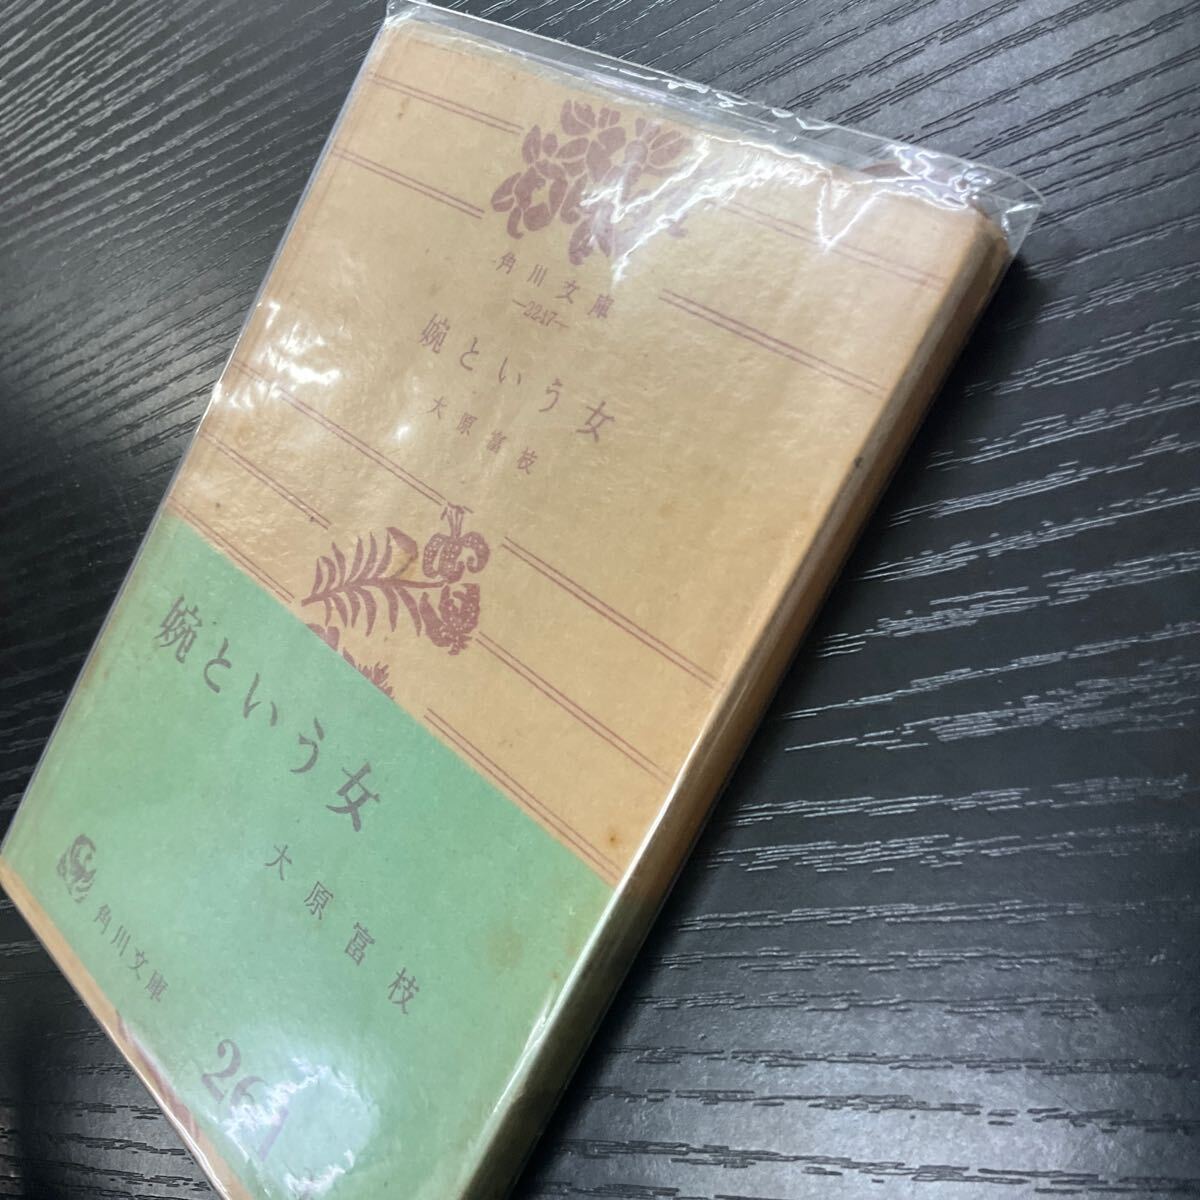 角川文庫
—2247—
婉という女
大原富枝
婉という女
大原富枝
角川文庫
261